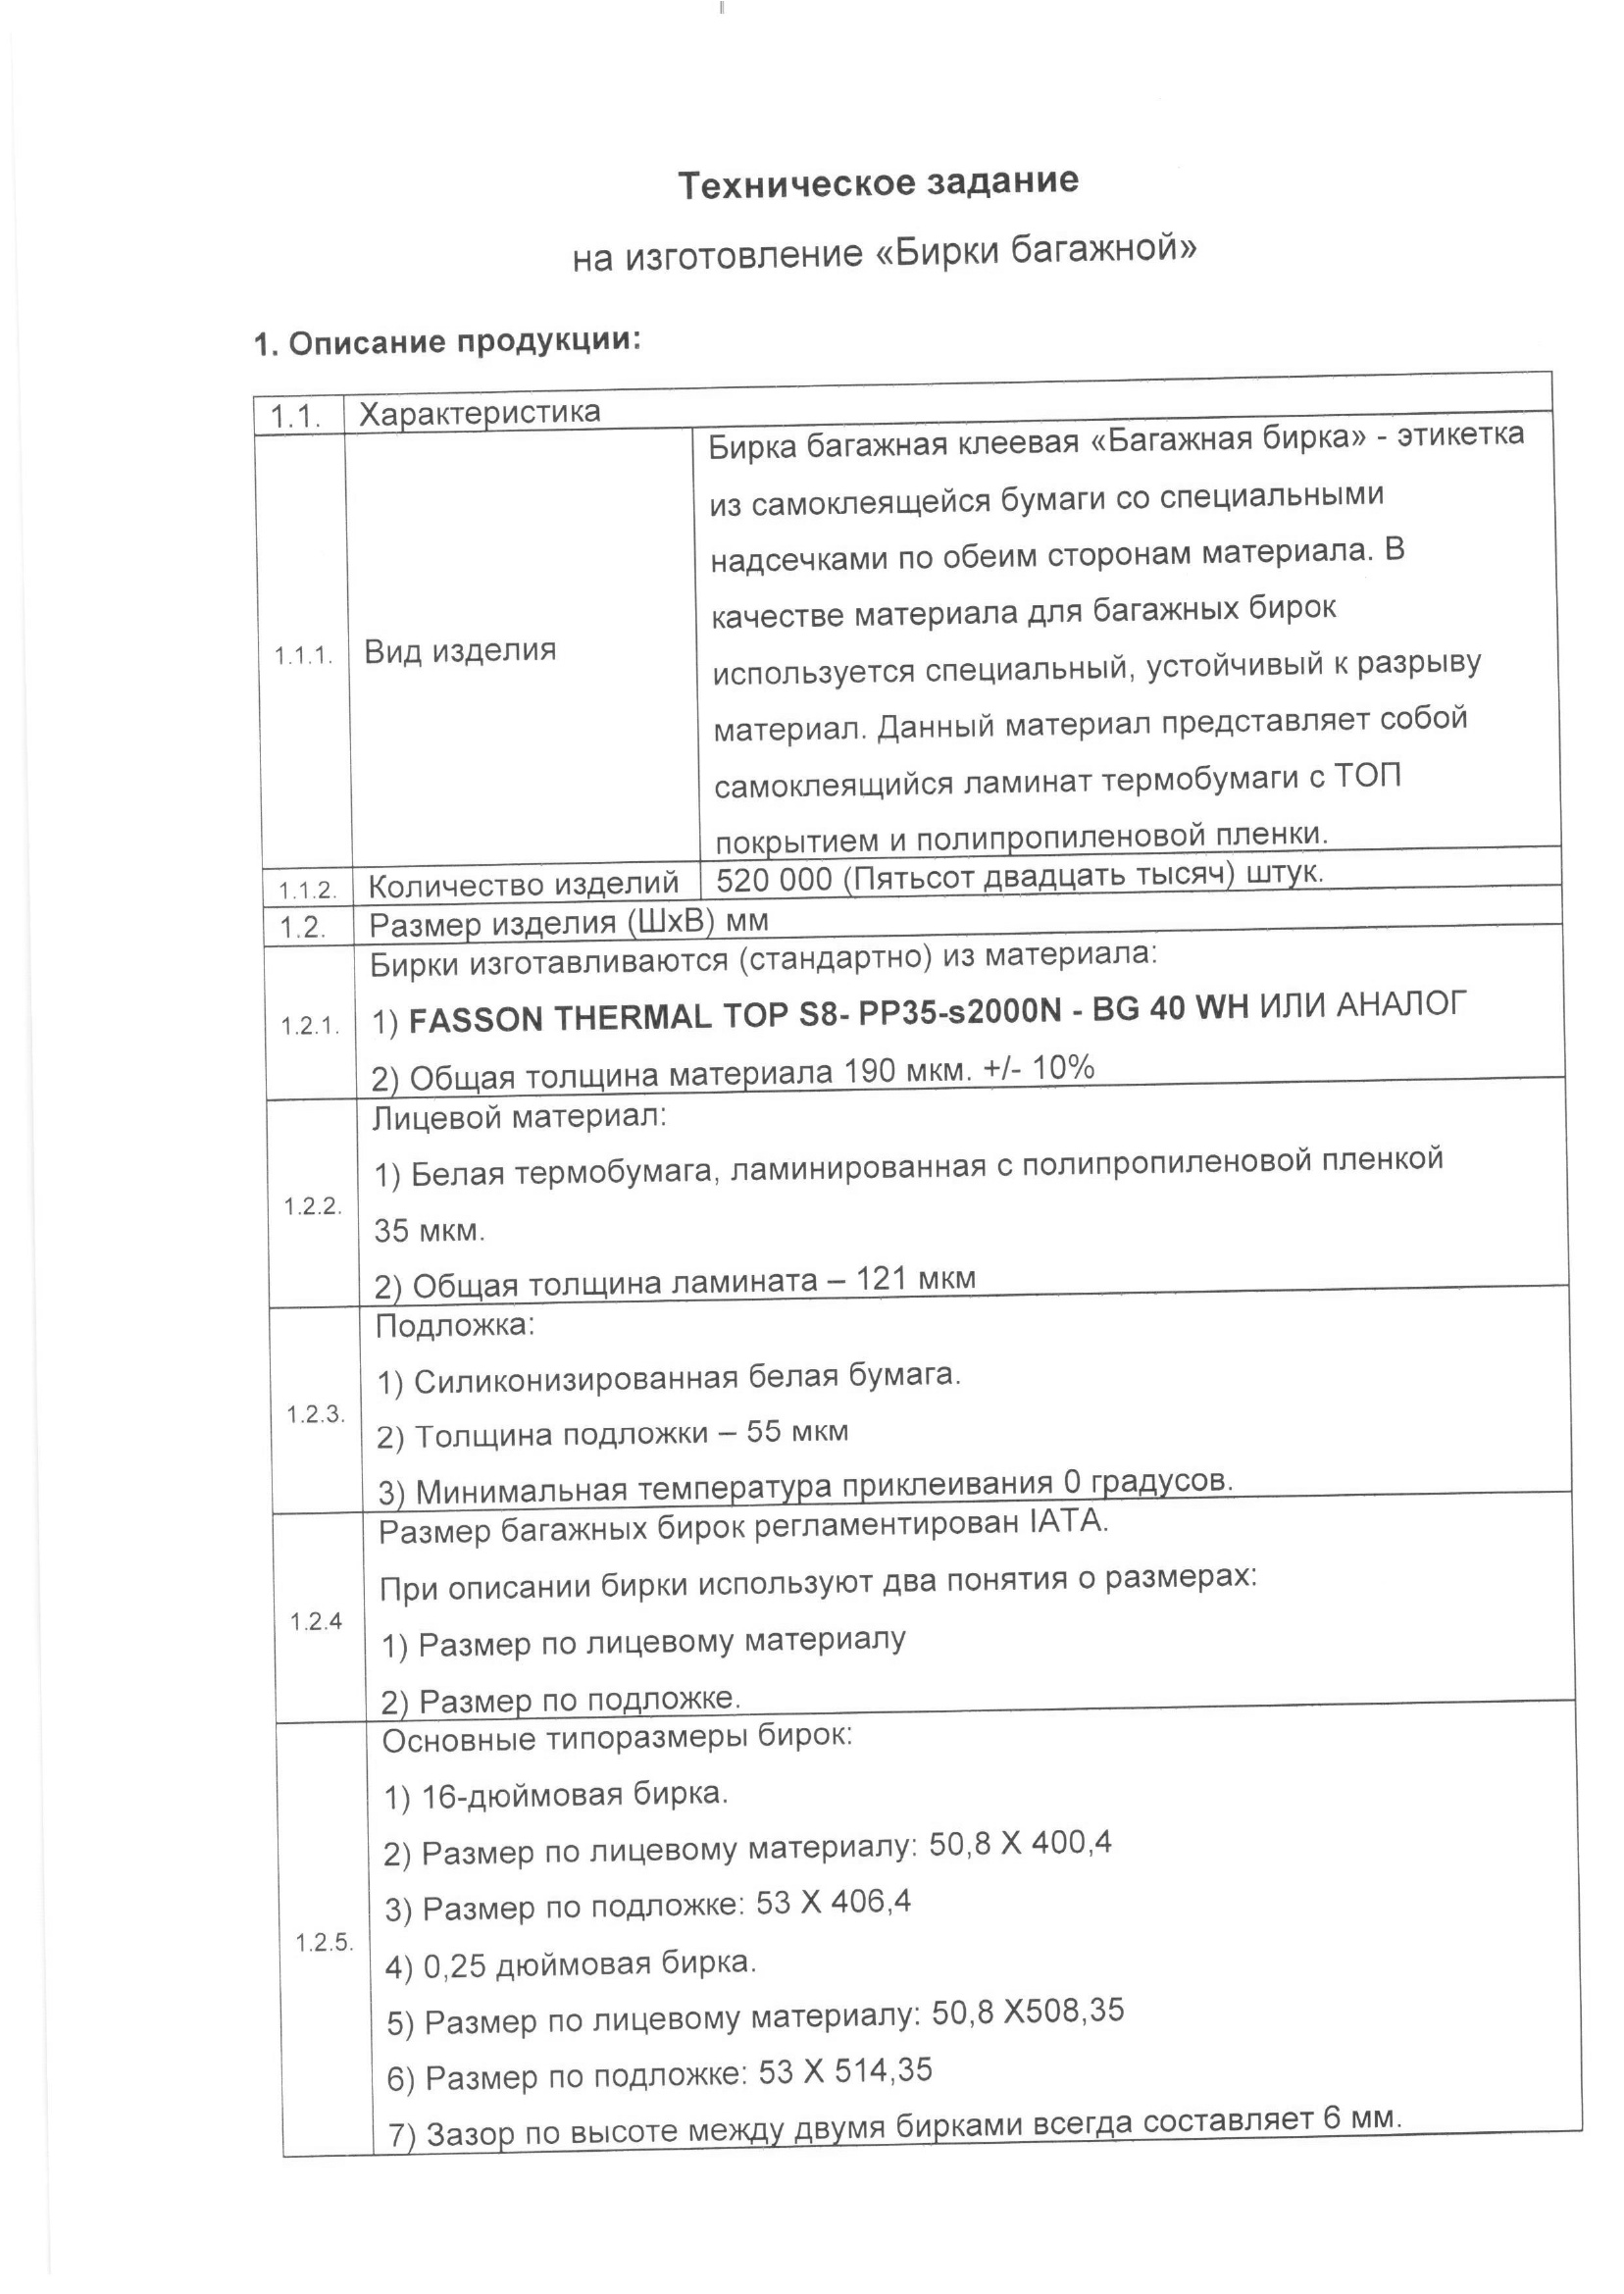 Техническое задание
на изготовление «Бирки багажной»
1. Описание продукции:
1.1. Характеристика
1.1.1. Вид изделия
Бирка багажная клеевая «Багажная бирка» - этикетка
из самоклеящейся бумаги со специальными
надсечками по обеим сторонам материала. В
качестве материала для багажных бирок
используется специальный, устойчивый к разрыву
материал. Данный материал представляет собой
самоклеящийся ламинат термобумаги с ТОП
покрытием и полипропиленовой пленки.
1.1.2. Количество изделий 520 000 (Пятьсот двадцать тысяч) штук.
1.2. Размер изделия (ШхВ) мм
1.2.1.
Бирки изготавливаются (стандартно) из материала:
1) FASSON THERMAL TOP S8- PP35-s2000N - BG 40 WH ИЛИ АНАЛОГ
2) Общая толщина материала 190 мкм. +/- 10%
1.2.2.
Лицевой материал:
1) Белая термобумага, ламинированная с полипропиленовой пленкой
35 мкм.
2) Общая толщина ламината – 121 мкм
1.2.3.
Подложка:
1) Силиконизированная белая бумага.
2) Толщина подложки – 55 мкм
3) Минимальная температура приклеивания 0 градусов.
1.2.4
Размер багажных бирок регламентирован IATA.
При описании бирки используют два понятия о размерах:
1) Размер по лицевому материалу
2) Размер по подложке.
1.2.5.
Основные типоразмеры бирок:
1) 16-дюймовая бирка.
2) Размер по лицевому материалу: 50,8 X 400,4
3) Размер по подложке: 53 X 406,4
4) 0,25 дюймовая бирка.
5) Размер по лицевому материалу: 50,8 X508,35
6) Размер по подложке: 53 X 514,35
7) Зазор по высоте между двумя бирками всегда составляет 6 мм.